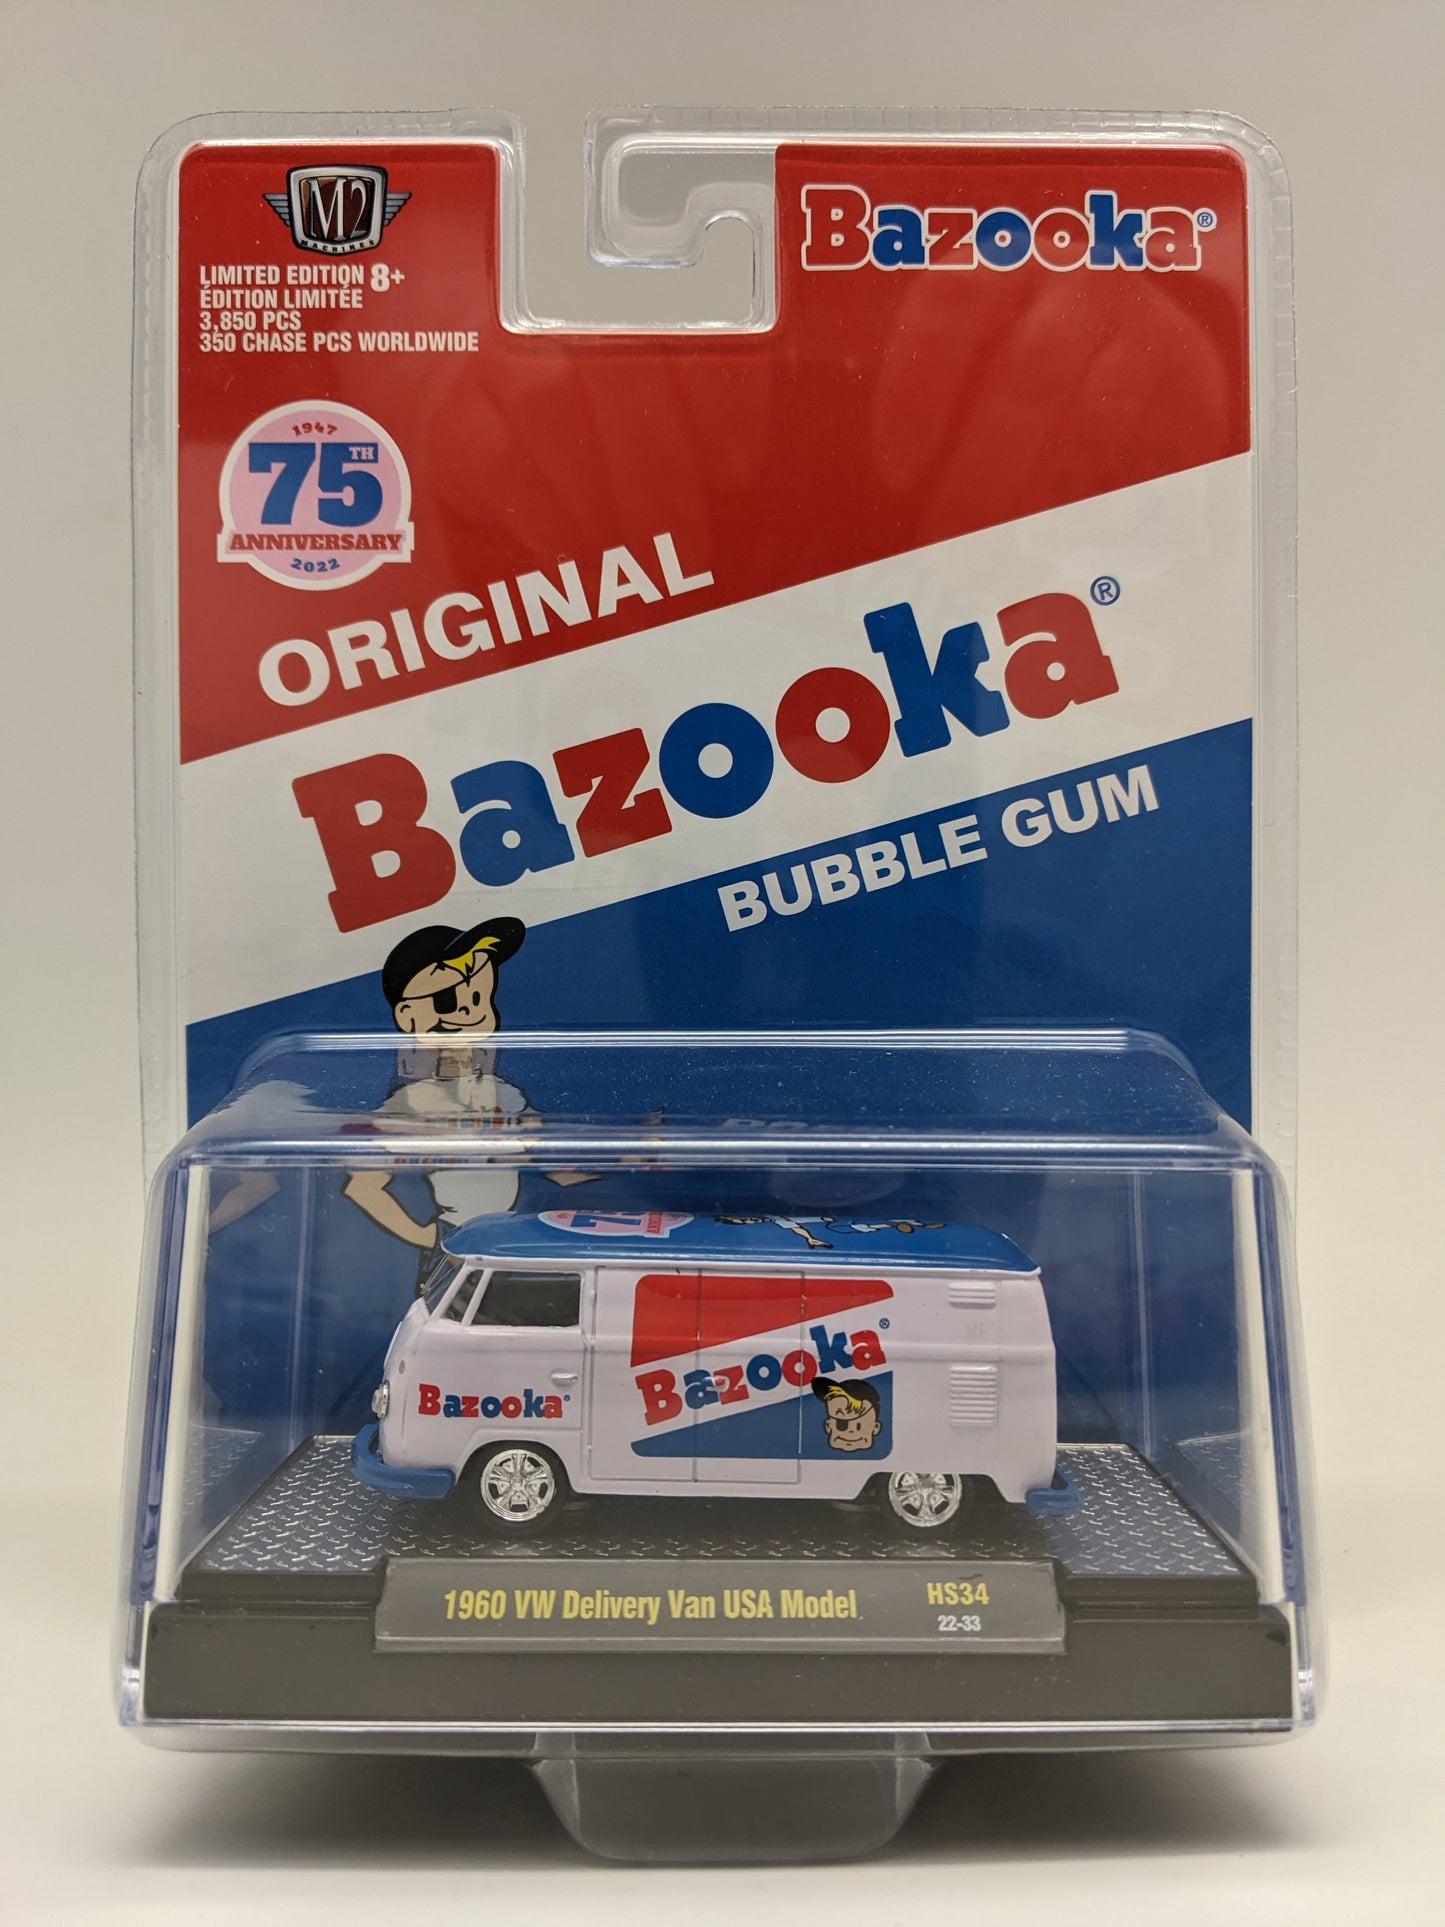 M2
MACHINES
LIMITED EDITION 8+
ÉDITION LIMITÉE
3,850 PCS
350 CHASE PCS WORLDWIDE
Bazooka®
1947
75TH
ANNIVERSARY
2022
ORIGINAL
Bazooka®
BUBBLE GUM
75
Bazooka®
Bazooka®
1960 VW Delivery Van USA Model
HS34
22-33